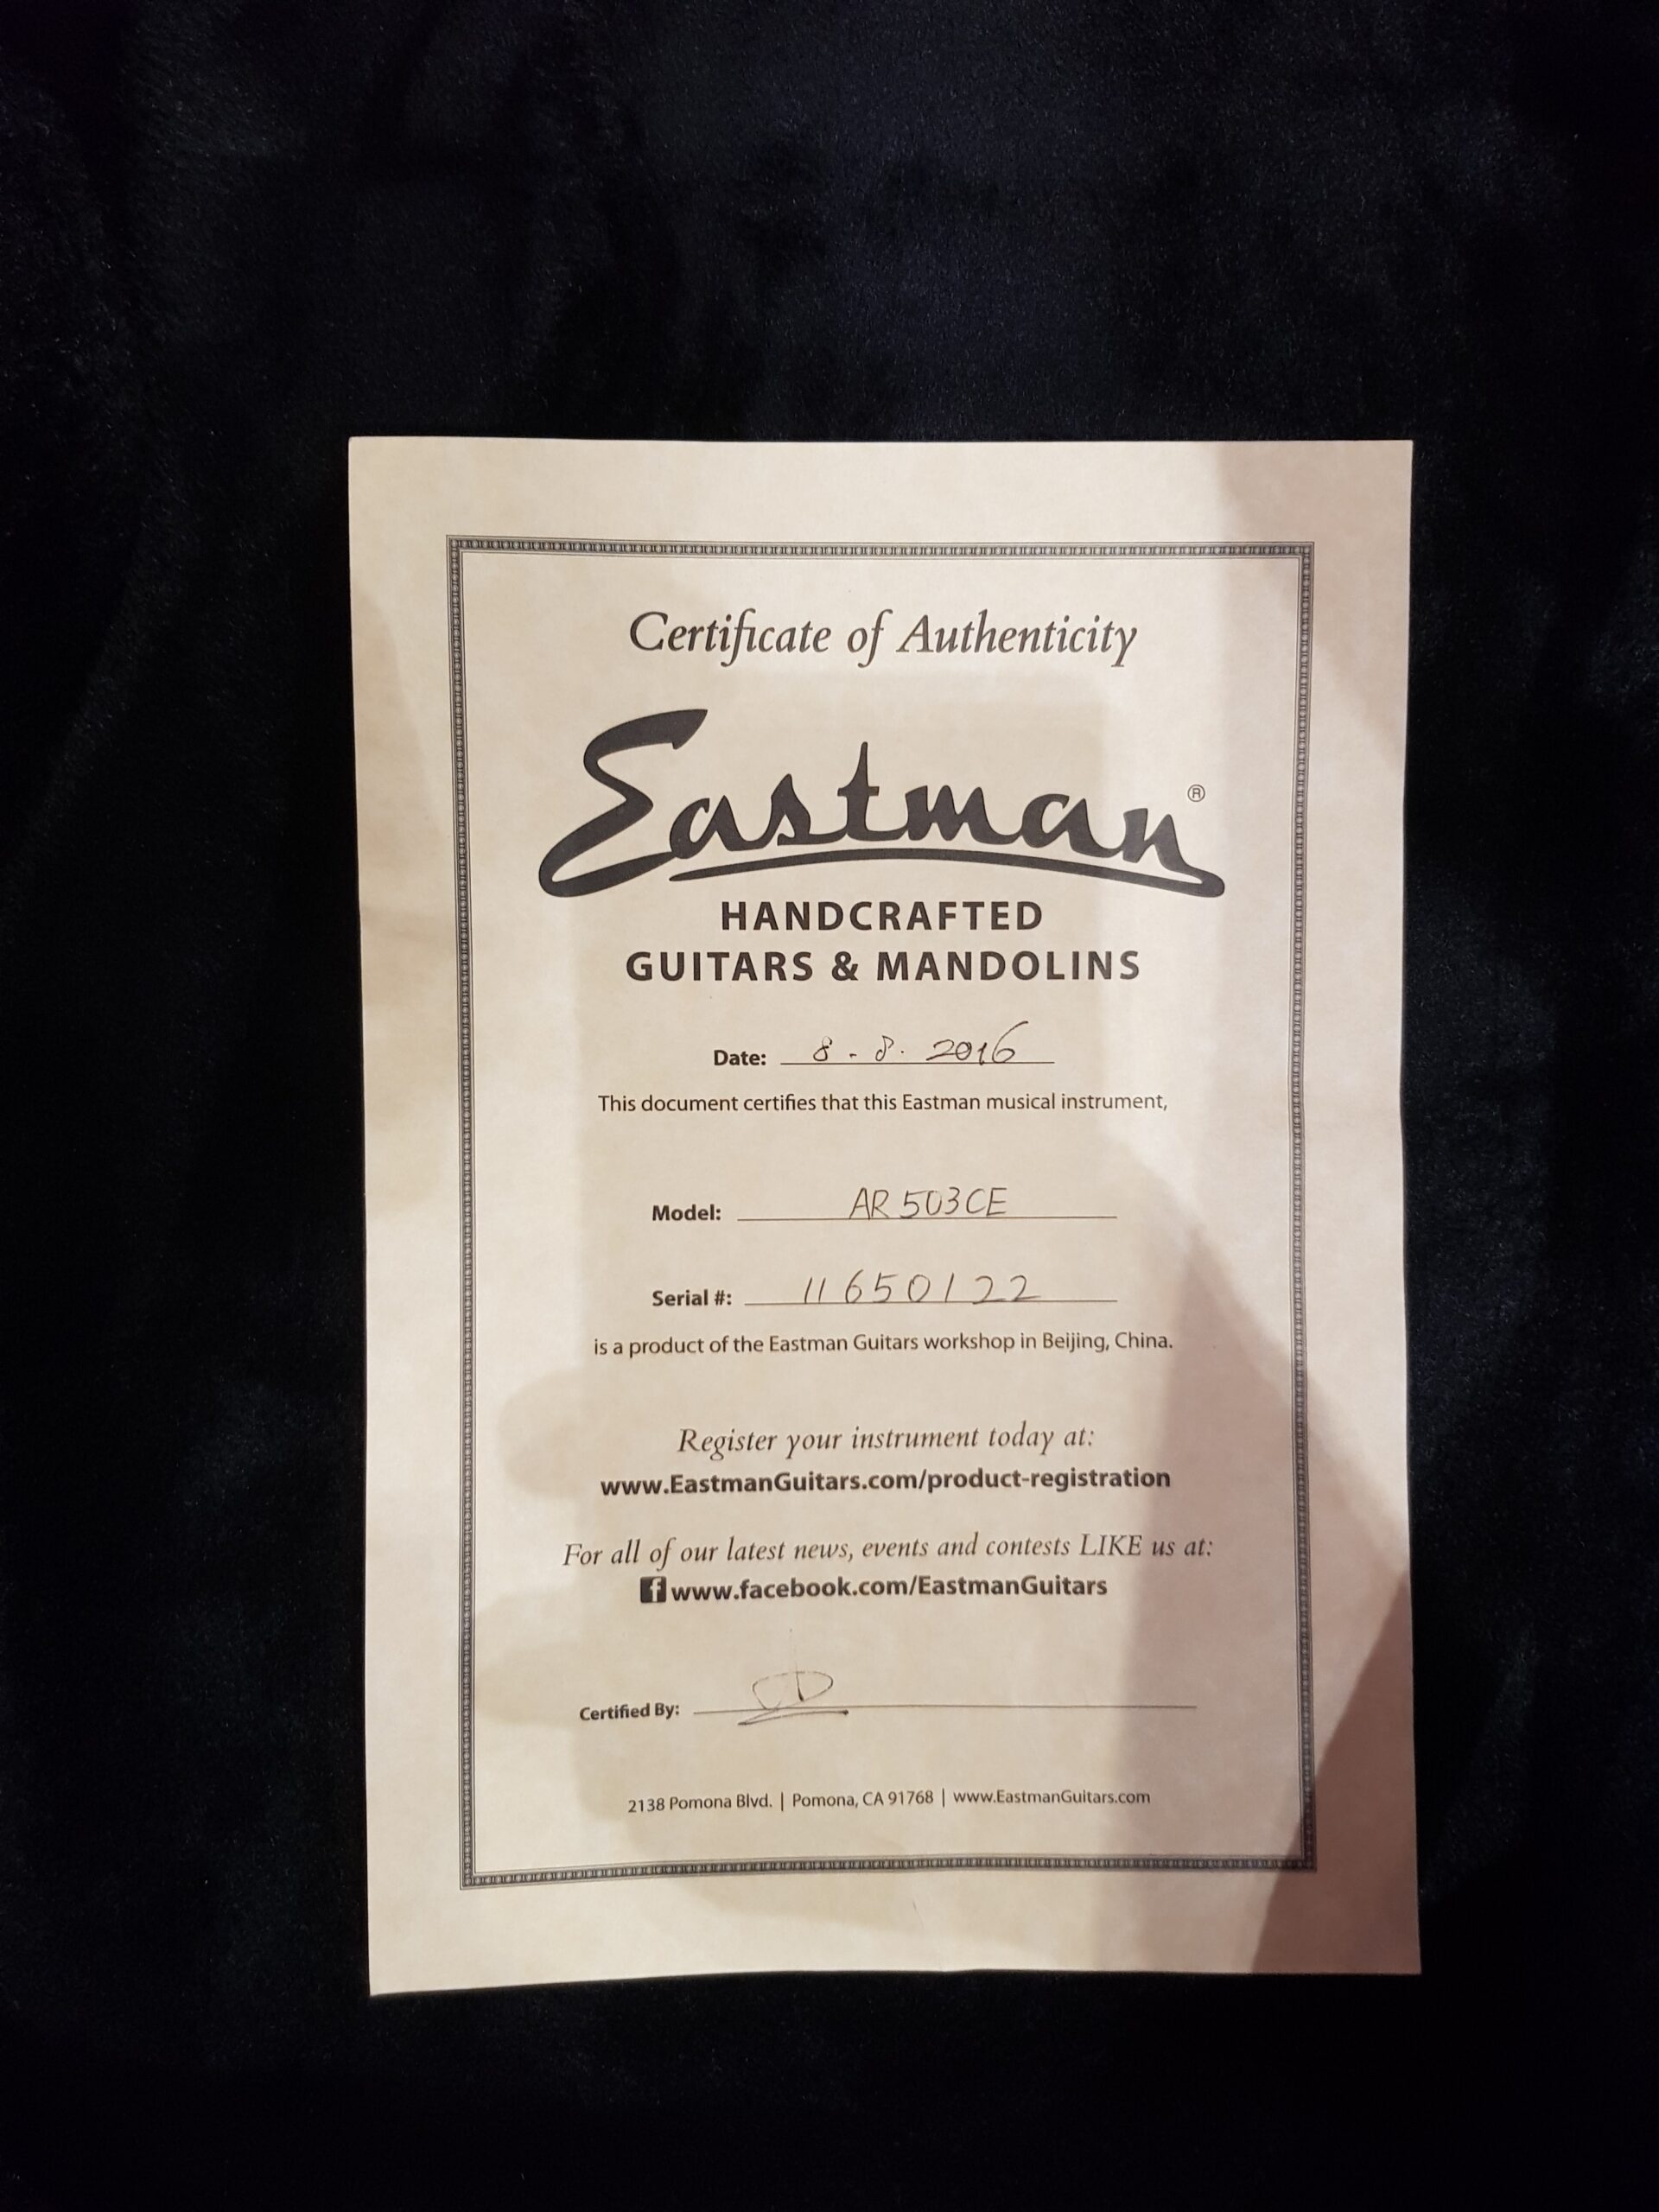 Certificate of Authenticity
Eastman®
HANDCRAFTED
GUITARS & MANDOLINS
Date: 8-8. 2016
This document certifies that this Eastman musical instrument,
Model: AR 503CE
Serial #: 11650122
is a product of the Eastman Guitars workshop in Beijing, China.
Register your instrument today at:
www.EastmanGuitars.com/product-registration
For all of our latest news, events and contests LIKE us at:
f www.facebook.com/EastmanGuitars
Certified By:
2138 Pomona Blvd. | Pomona, CA 91768 | www.EastmanGuitars.com